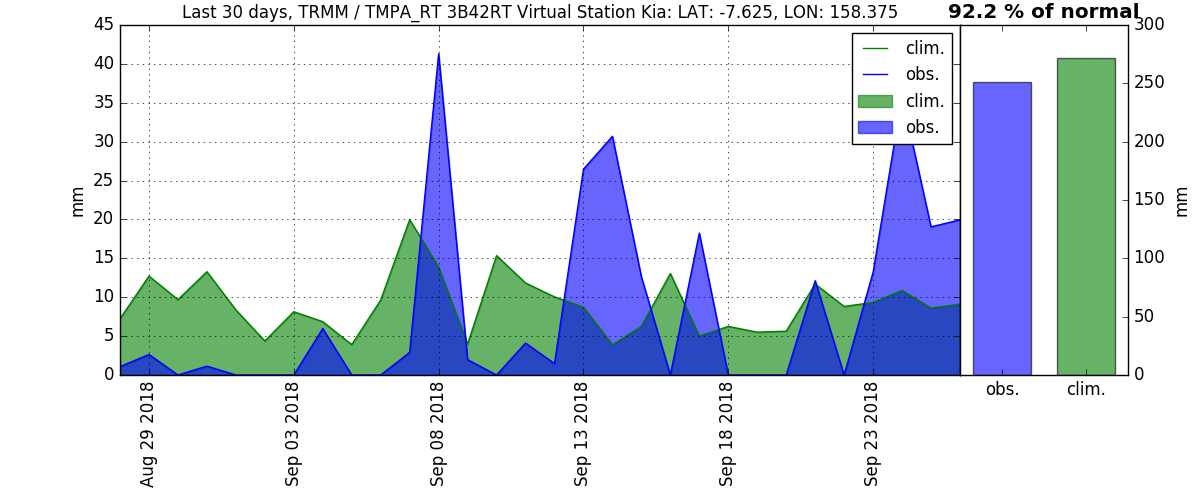 Last 30 days, TRMM / TMPA_RT 3B42RT Virtual Station Kia: LAT: -7.625, LON: 158.375
92.2 % of normal
45
40
35
30
25
20
15
10
5
0
mm
clim.
obs.
clim.
obs.
300
250
200
150
100
50
0
mm
obs.
clim.
Aug 29 2018
Sep 03 2018
Sep 08 2018
Sep 13 2018
Sep 18 2018
Sep 23 2018